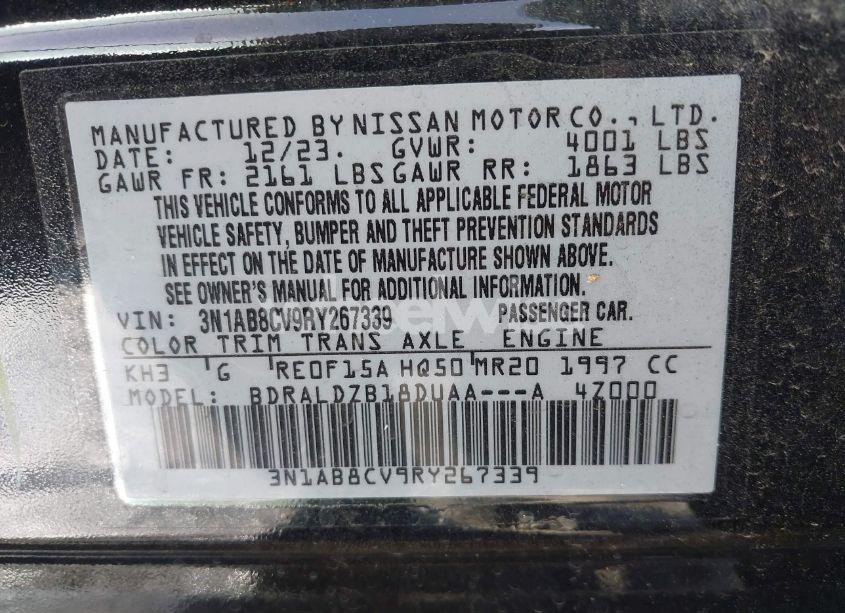 MANUFACTURED BY NISSAN MOTOR CO., LTD.
DATE: 12/23. GVWR: 4001 LBS
GAWR FR: 2161 LBS GAWR RR: 1863 LBS
THIS VEHICLE CONFORMS TO ALL APPLICABLE FEDERAL MOTOR
VEHICLE SAFETY, BUMPER AND THEFT PREVENTION STANDARDS
IN EFFECT ON THE DATE OF MANUFACTURE SHOWN ABOVE.
SEE OWNER'S MANUAL FOR ADDITIONAL INFORMATION.
VIN: 3N1AB8CV9RY267339 PASSENGER CAR.
COLOR TRIM TRANS AXLE ENGINE
KH3 G RE0F15A HQ50 MR20 1997 CC
MODEL: BDRALDZB18DUAA---A 4Z000
3N1AB8CV9RY267339